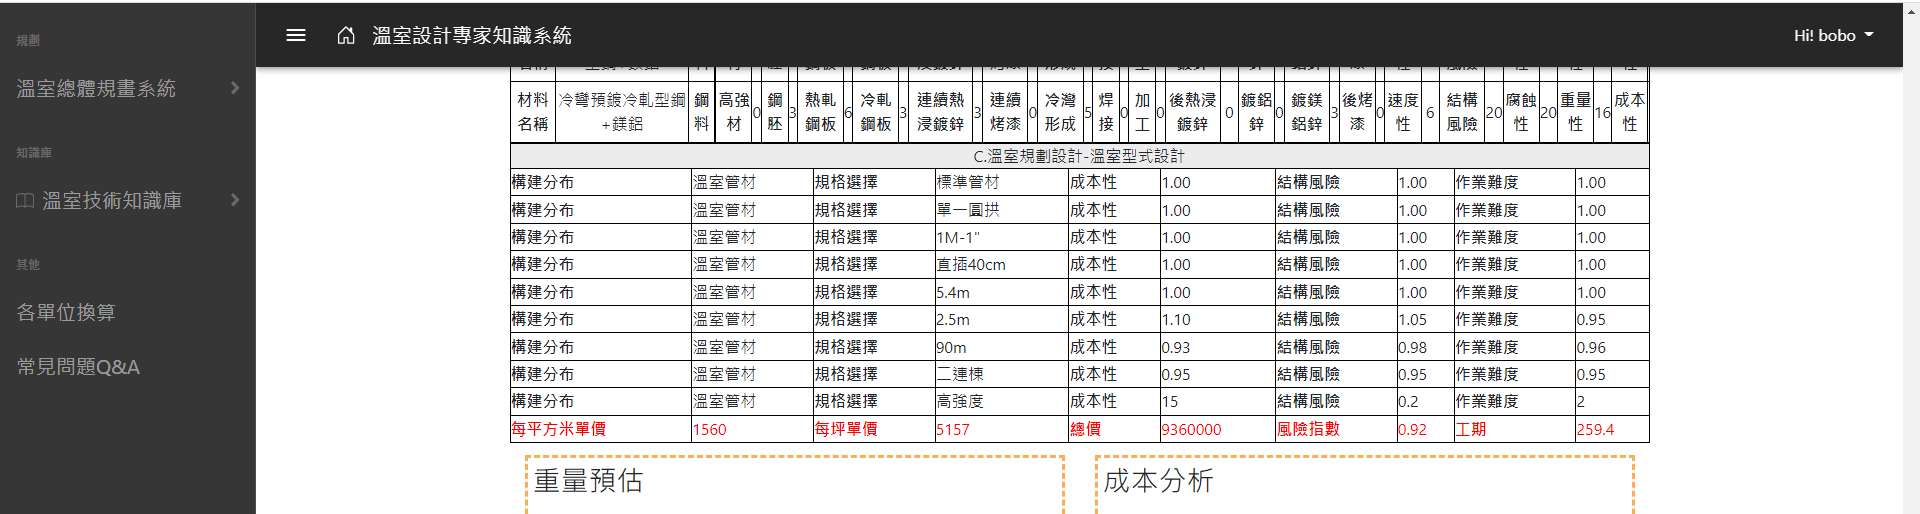 溫室設計專家知識系統
Hi! bobo
規劃
溫室總體規畫系統
知識庫
溫室技術知識庫
其他
各單位換算
常見問題Q&A
材料名稱 冷彎預鍍冷軋型鋼+鎂鋁 鋼料 高強材 0 鋼胚 3 熱軋鋼板 6 冷軋鋼板 3 連續熱浸鍍鋅 3 連續烤漆 0 冷灣形成 5 焊接 0 加工 0 後熱浸鍍鋅 0 鍍鋁鋅 0 鍍鎂鋁鋅 3 後烤漆 0 速度性 6 結構風險 20 腐蝕性 20 重量性 16 成本性
C.溫室規劃設計-溫室型式設計
構建分布 溫室管材 規格選擇 標準管材 成本性 1.00 結構風險 1.00 作業難度 1.00
構建分布 溫室管材 規格選擇 單一圓拱 成本性 1.00 結構風險 1.00 作業難度 1.00
構建分布 溫室管材 規格選擇 1M-1" 成本性 1.00 結構風險 1.00 作業難度 1.00
構建分布 溫室管材 規格選擇 直插40cm 成本性 1.00 結構風險 1.00 作業難度 1.00
構建分布 溫室管材 規格選擇 5.4m 成本性 1.00 結構風險 1.00 作業難度 1.00
構建分布 溫室管材 規格選擇 2.5m 成本性 1.10 結構風險 1.05 作業難度 0.95
構建分布 溫室管材 規格選擇 90m 成本性 0.93 結構風險 0.98 作業難度 0.96
構建分布 溫室管材 規格選擇 二連棟 成本性 0.95 結構風險 0.95 作業難度 0.95
構建分布 溫室管材 規格選擇 高強度 成本性 15 結構風險 0.2 作業難度 2
每平方米單價 1560 每坪單價 5157 總價 9360000 風險指數 0.92 工期 259.4
重量預估
成本分析